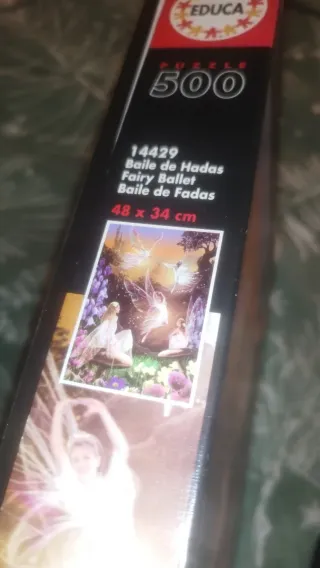 EDUCA
PUZZLE
500
14429
Baile de Hadas
Fairy Ballet
Baile de Fadas
48 x 34 cm